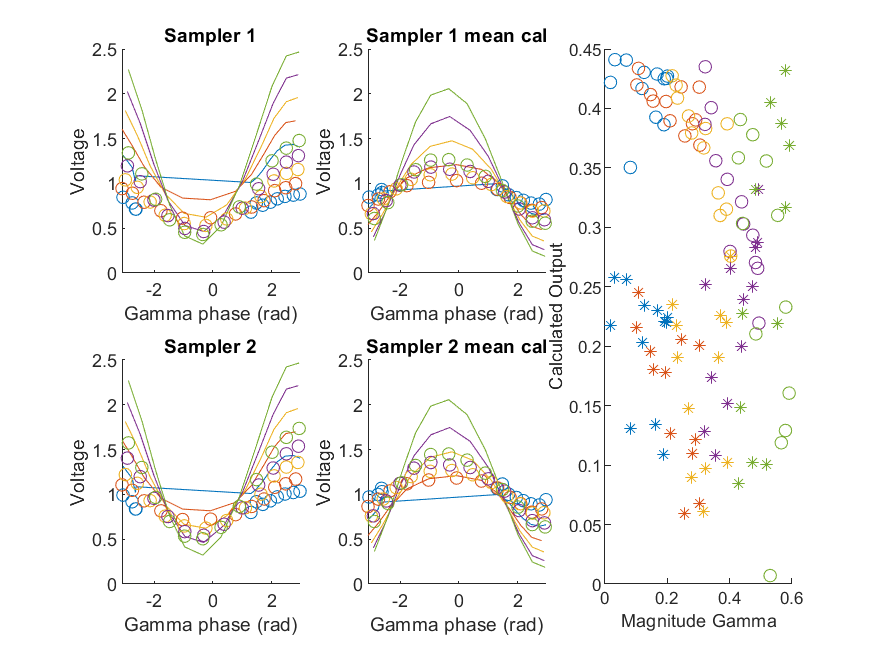 Sampler 1
2.5
2
1.5
1
0.5
0
Voltage
-2 0 2
Gamma phase (rad)
Sampler 1 mean cal
2.5
2
1.5
1
0.5
0
Voltage
-2 0 2
Gamma phase (rad)
Sampler 2
2.5
2
1.5
1
0.5
0
Voltage
-2 0 2
Gamma phase (rad)
Sampler 2 mean cal
2.5
2
1.5
1
0.5
0
Voltage
-2 0 2
Gamma phase (rad)
0.45
0.4
0.35
0.3
0.25
0.2
0.15
0.1
0.05
0
Calculated Output
0 0.2 0.4 0.6
Magnitude Gamma